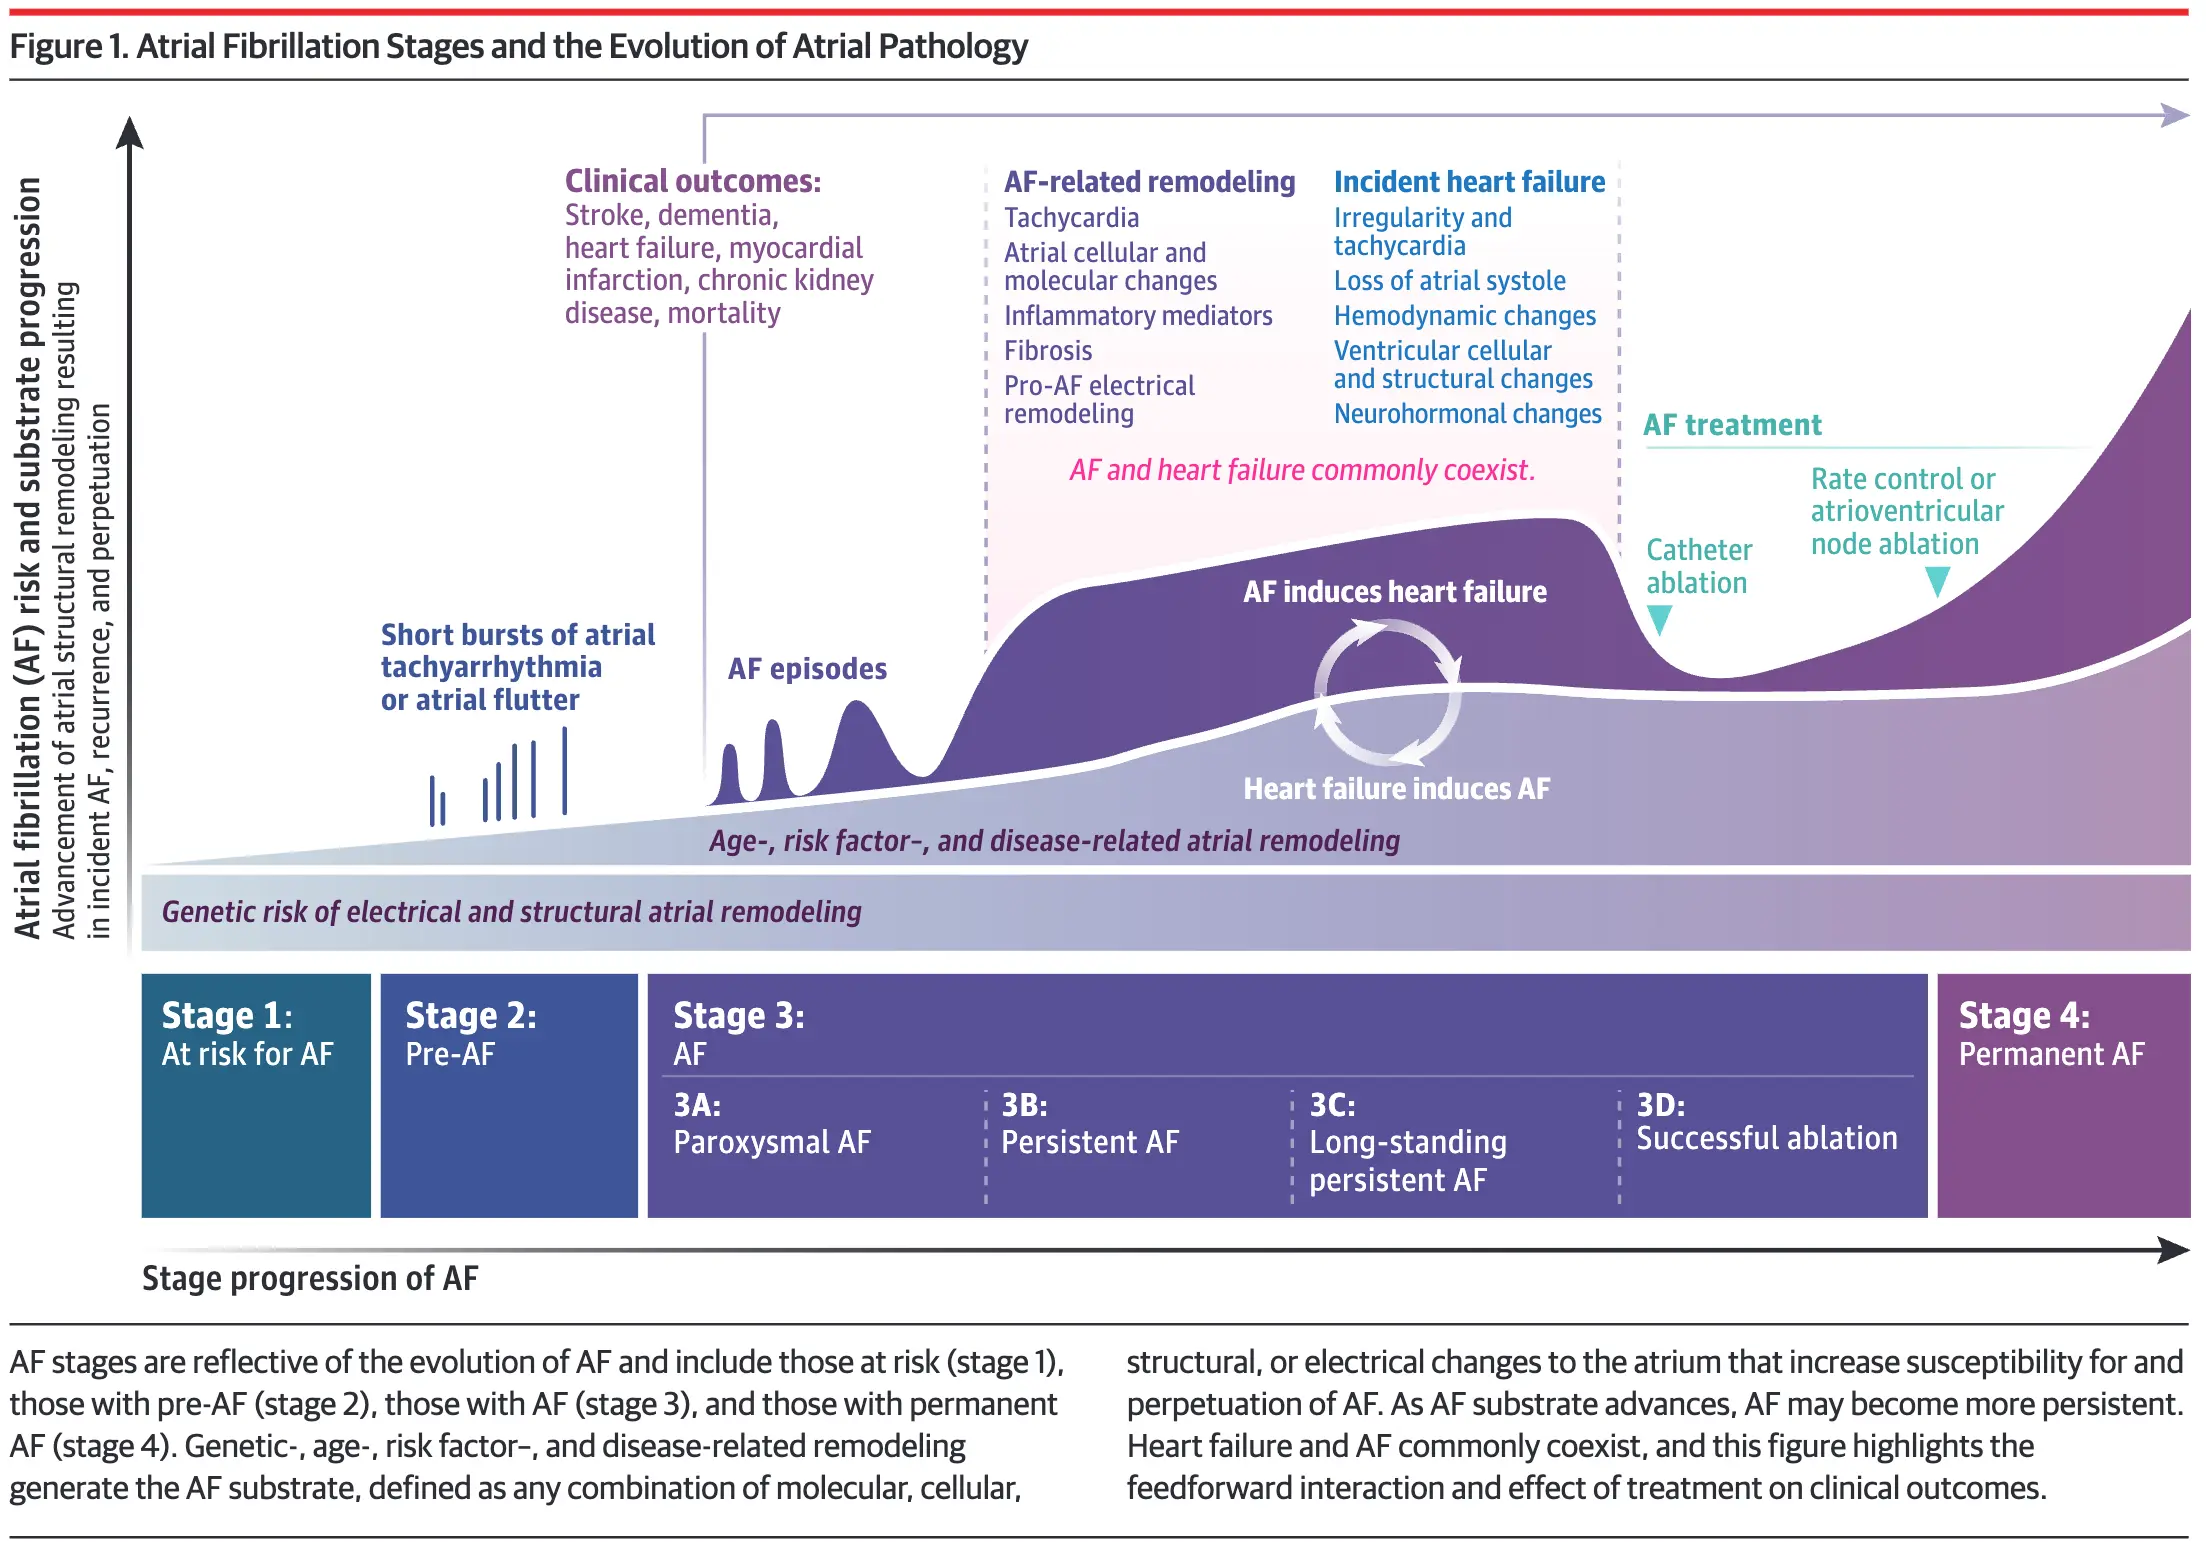 Figure 1. Atrial Fibrillation Stages and the Evolution of Atrial Pathology
Atrial fibrillation (AF) risk and substrate progression
Advancement of atrial structural remodeling resulting
in incident AF, recurrence, and perpetuation
Clinical outcomes:
Stroke, dementia,
heart failure, myocardial
infarction, chronic kidney
disease, mortality
AF-related remodeling
Tachycardia
Atrial cellular and
molecular changes
Inflammatory mediators
Fibrosis
Pro-AF electrical
remodeling
Incident heart failure
Irregularity and
tachycardia
Loss of atrial systole
Hemodynamic changes
Ventricular cellular
and structural changes
Neurohormonal changes
AF and heart failure commonly coexist.
AF treatment
Rate control or
atrioventricular
node ablation
Catheter
ablation
Short bursts of atrial
tachyarrhythmia
or atrial flutter
AF episodes
AF induces heart failure
Heart failure induces AF
Age-, risk factor–, and disease-related atrial remodeling
Genetic risk of electrical and structural atrial remodeling
Stage 1:
At risk for AF
Stage 2:
Pre-AF
Stage 3:
AF
3A:
Paroxysmal AF
3B:
Persistent AF
3C:
Long-standing
persistent AF
3D:
Successful ablation
Stage 4:
Permanent AF
Stage progression of AF
AF stages are reflective of the evolution of AF and include those at risk (stage 1),
those with pre-AF (stage 2), those with AF (stage 3), and those with permanent
AF (stage 4). Genetic-, age-, risk factor–, and disease-related remodeling
generate the AF substrate, defined as any combination of molecular, cellular,
structural, or electrical changes to the atrium that increase susceptibility for and
perpetuation of AF. As AF substrate advances, AF may become more persistent.
Heart failure and AF commonly coexist, and this figure highlights the
feedforward interaction and effect of treatment on clinical outcomes.